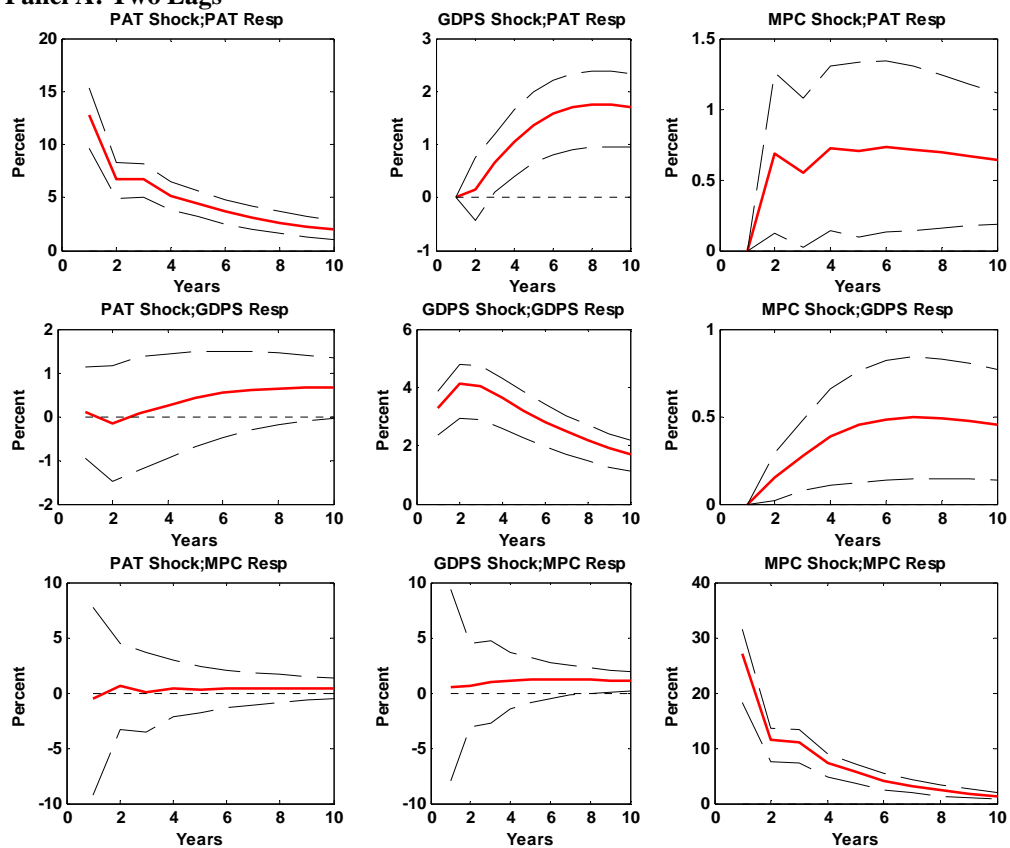 Panel A: Two Lags
PAT Shock;PAT Resp
20
15
10
5
0
Percent
0 2 4 6 8 10
Years
GDPS Shock;PAT Resp
3
2
1
0
-1
Percent
0 2 4 6 8 10
Years
MPC Shock;PAT Resp
1.5
1
0.5
0
Percent
0 2 4 6 8 10
Years
PAT Shock;GDPS Resp
2
1
0
-1
-2
Percent
0 2 4 6 8 10
Years
GDPS Shock;GDPS Resp
6
4
2
0
Percent
0 2 4 6 8 10
Years
MPC Shock;GDPS Resp
1
0.5
0
Percent
0 2 4 6 8 10
Years
PAT Shock;MPC Resp
10
5
0
-5
-10
Percent
0 2 4 6 8 10
Years
GDPS Shock;MPC Resp
10
5
0
-5
-10
Percent
0 2 4 6 8 10
Years
MPC Shock;MPC Resp
40
30
20
10
0
Percent
0 2 4 6 8 10
Years